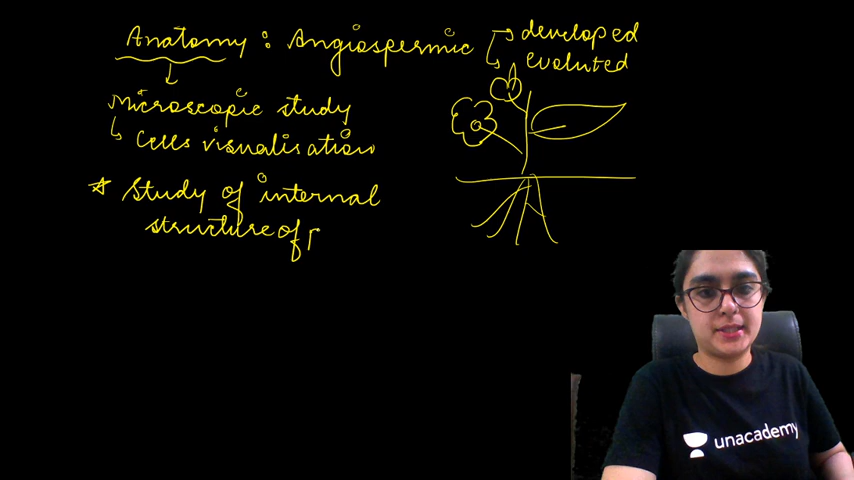 Anatomy : Angiospermic
developed
evoluted
Microscopic study
Cells visualisation
* Study of internal
structure of
unacademy